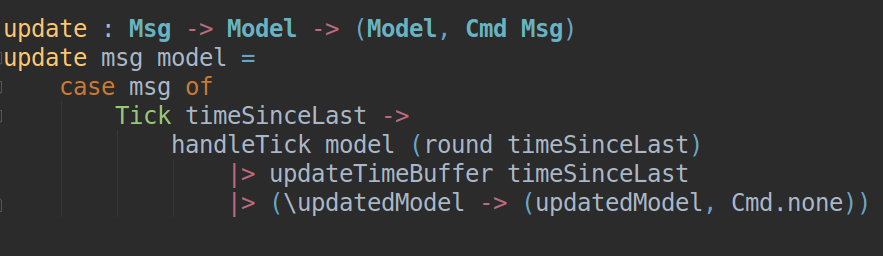 update : Msg -> Model -> (Model, Cmd Msg)
update msg model =
    case msg of
        Tick timeSinceLast ->
            handleTick model (round timeSinceLast)
                |> updateTimeBuffer timeSinceLast
                |> (\updatedModel -> (updatedModel, Cmd.none))